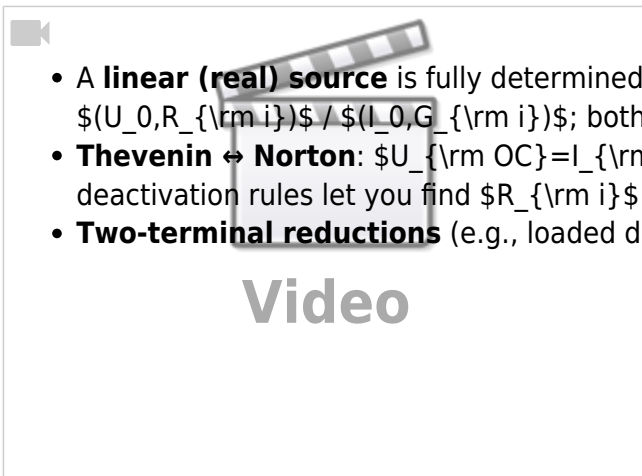 • A linear (real) source is fully determined
$(U_0,R_{\rm i})$ / $(I_0,G_{\rm i})$; both
• Thevenin ↔ Norton: $U_{\rm OC}=I_{\rm
deactivation rules let you find $R_{\rm i}$
• Two-terminal reductions (e.g., loaded d
Video